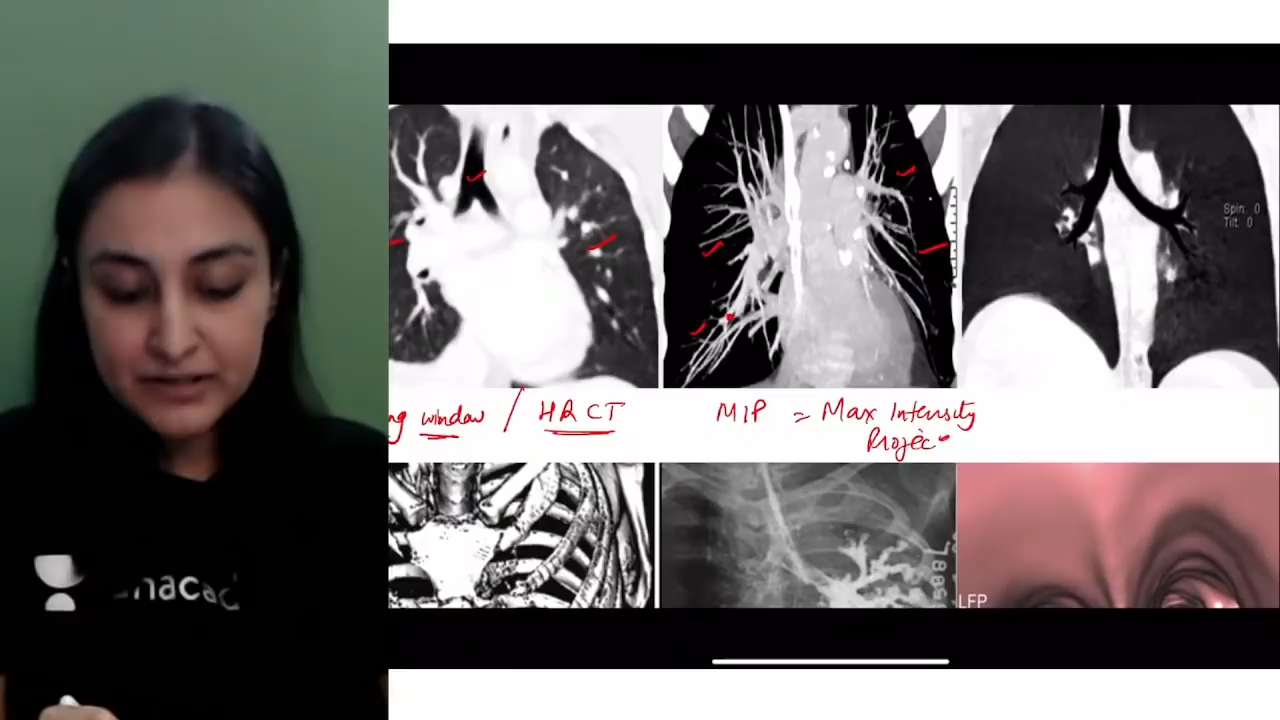 Spin: 0
Tilt: 0
window / HRCT
MIP = Max Intensity
Projec
LFP